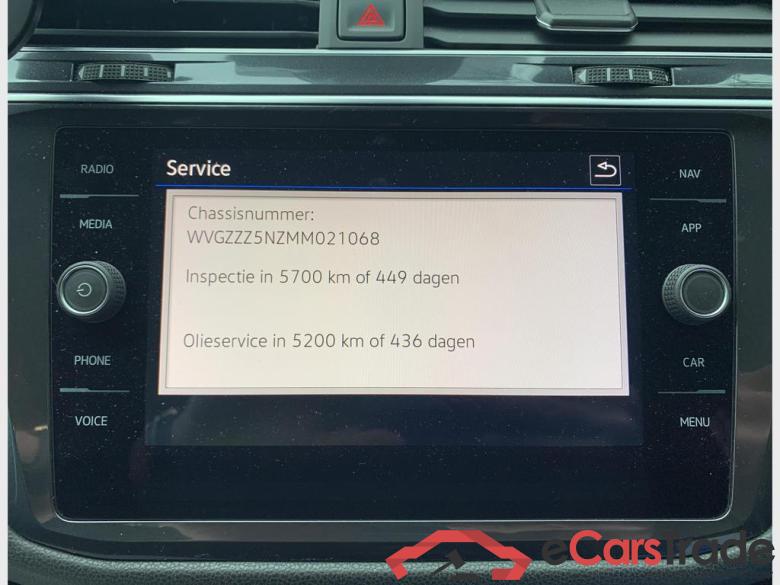 RADIO
MEDIA
PHONE
VOICE
Service
Chassisnummer:
WVGZZZ5NZMM021068
Inspectie in 5700 km of 449 dagen
Olieservice in 5200 km of 436 dagen
NAV
APP
CAR
MENU
eCarsTrade